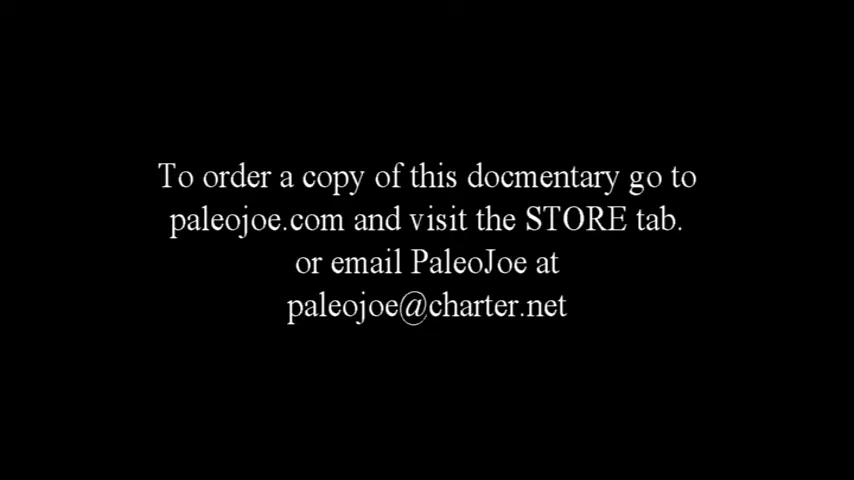 To order a copy of this docmentary go to
paleojoe.com and visit the STORE tab.
or email PaleoJoe at
paleojoe@charter.net